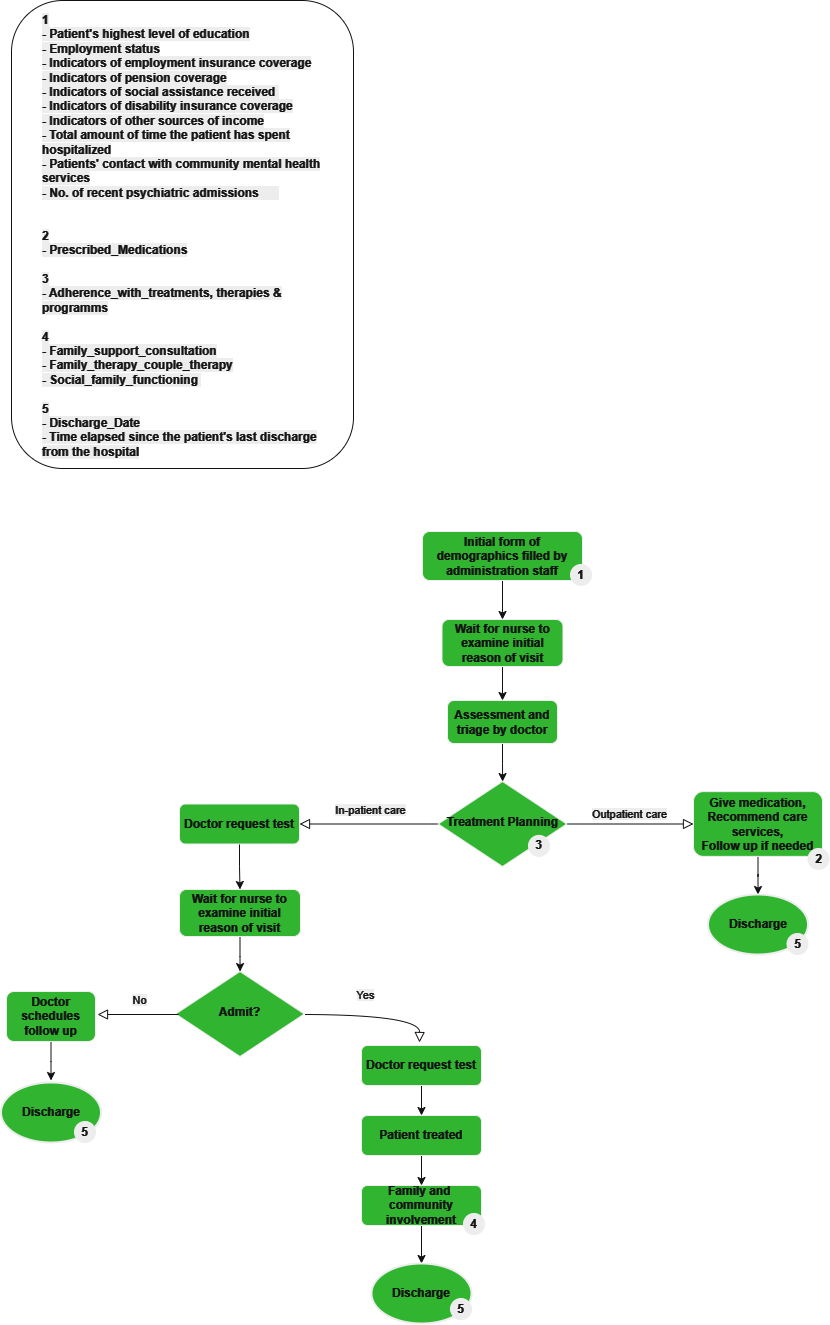 1
- Patient's highest level of education
- Employment status
- Indicators of employment insurance coverage
- Indicators of pension coverage
- Indicators of social assistance received
- Indicators of disability insurance coverage
- Indicators of other sources of income
- Total amount of time the patient has spent
hospitalized
- Patients' contact with community mental health
services
- No. of recent psychiatric admissions
2
- Prescribed_Medications
3
- Adherence_with_treatments, therapies &
programms
4
- Family_support_consultation
- Family_therapy_couple_therapy
- Social_family_functioning
5
- Discharge_Date
- Time elapsed since the patient's last discharge
from the hospital
Initial form of
demographics filled by
administration staff
1
Wait for nurse to
examine initial
reason of visit
Assessment and
triage by doctor
Treatment Planning
3
In-patient care
Outpatient care
Doctor request test
Give medication,
Recommend care
services,
Follow up if needed
2
Wait for nurse to
examine initial
reason of visit
Discharge
5
Admit?
No
Yes
Doctor
schedules
follow up
Discharge
5
Doctor request test
Patient treated
Family and
community
involvement
4
Discharge
5